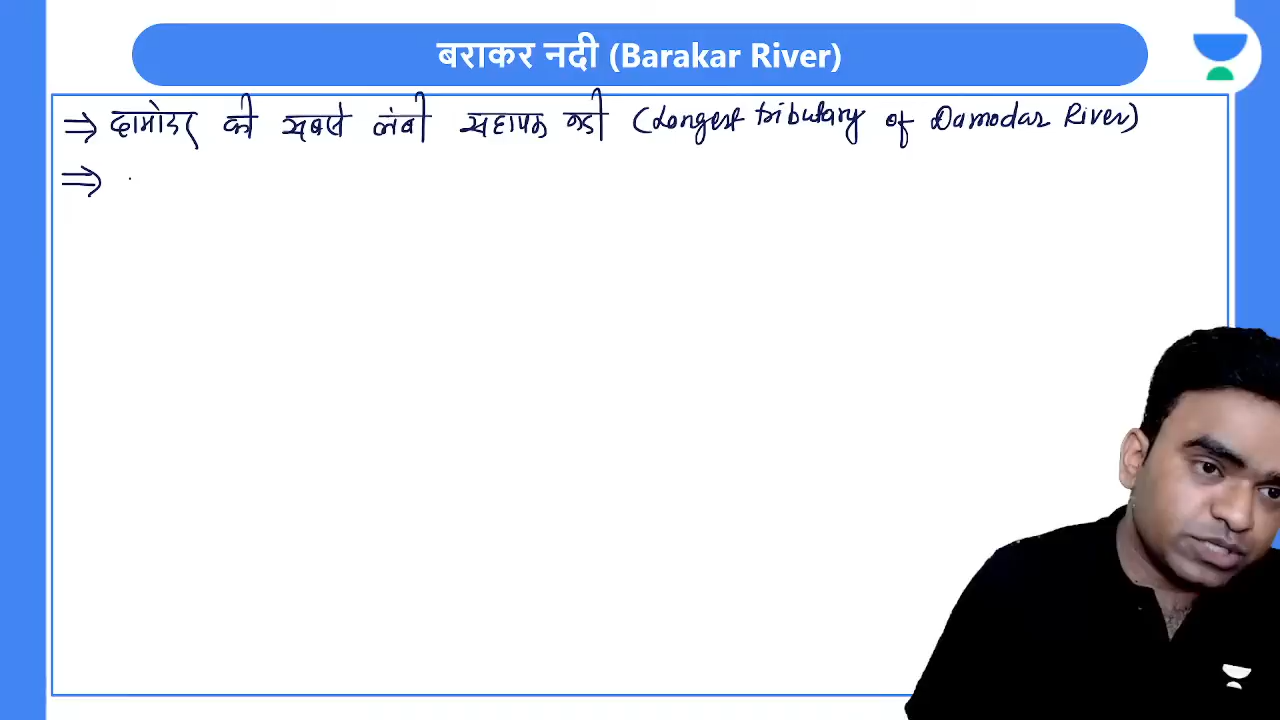 बराकर नदी (Barakar River)
⇒ दामोदर की सबसे लंबी सहायक नदी (Longest tributary of Damodar River)
⇒